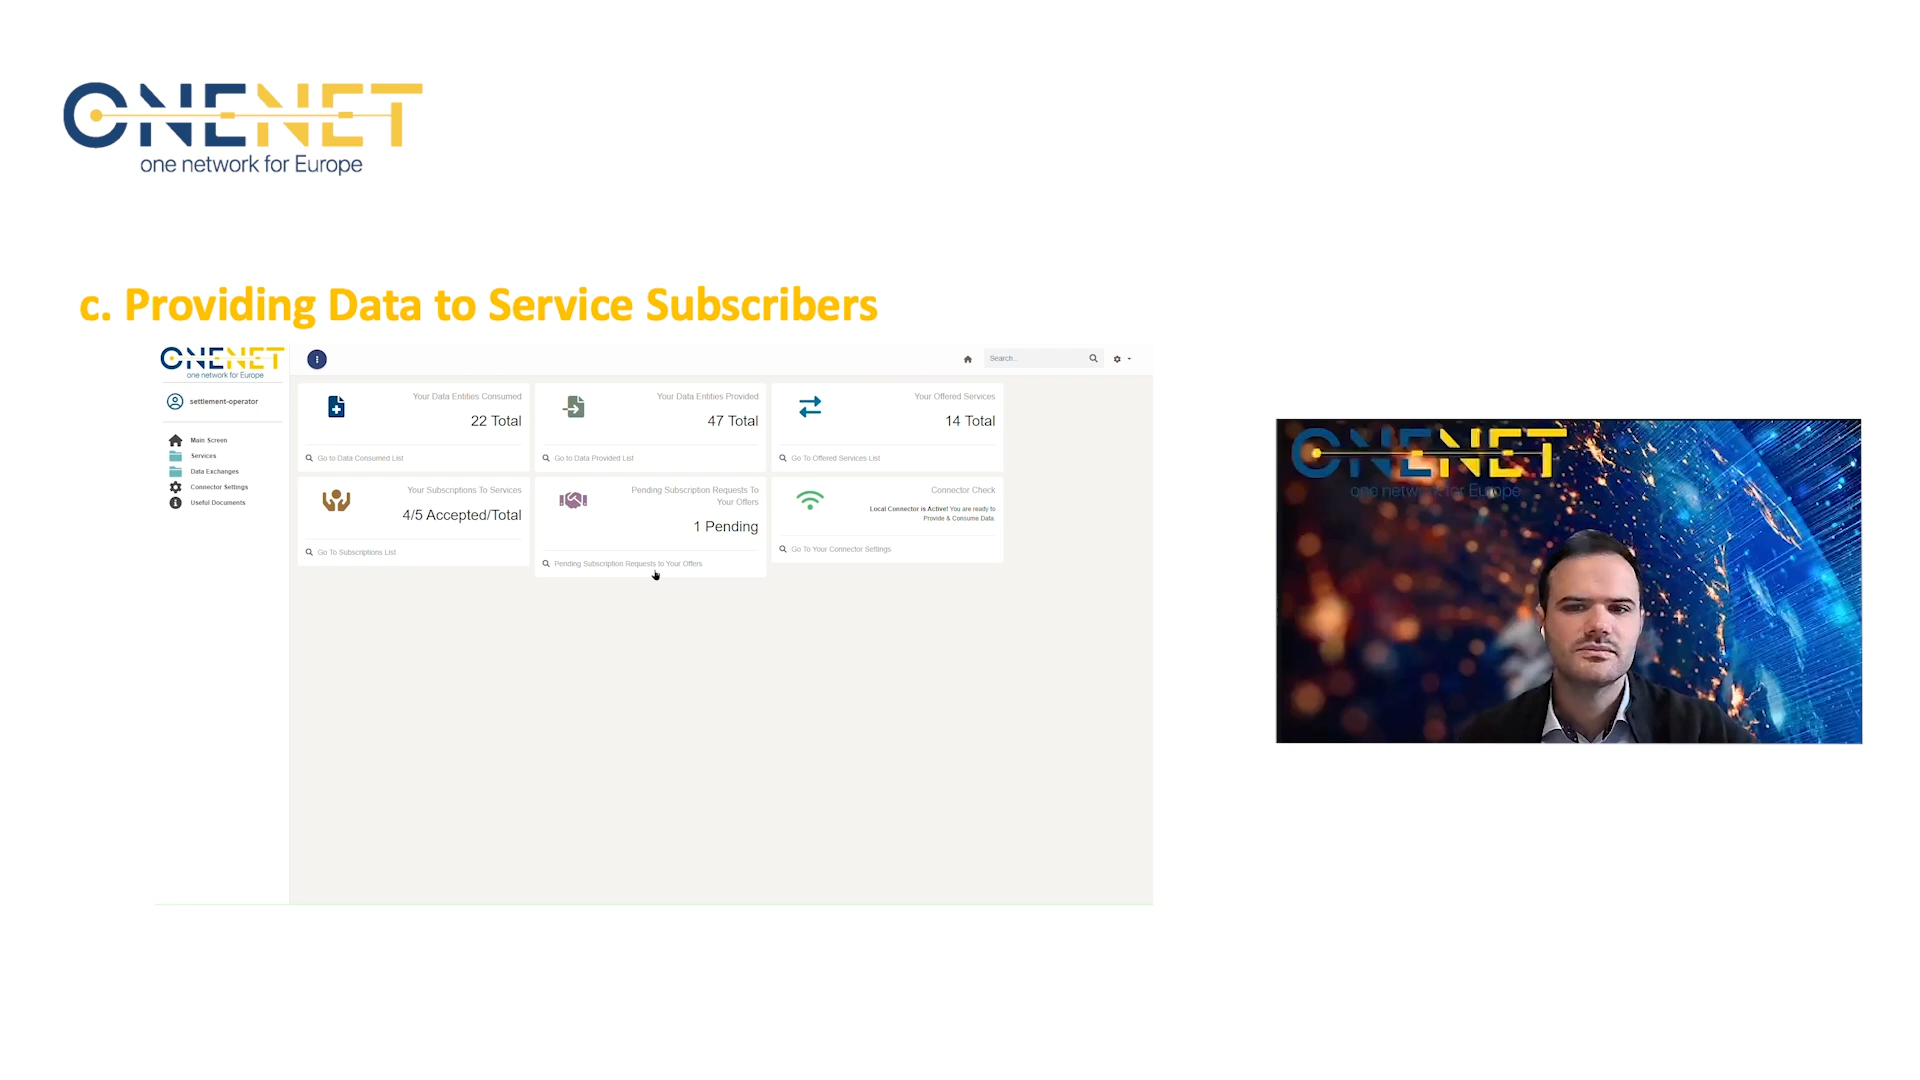 ONENET
one network for Europe
c. Providing Data to Service Subscribers
ONENET
one network for Europe
settlement-operator
Main Screen
Services
Data Exchanges
Connector Settings
Useful Documents
Search...
Your Data Entities Consumed
22 Total
Go to Data Consumed List
Your Data Entities Provided
47 Total
Go to Data Provided List
Your Offered Services
14 Total
Go To Offered Services List
Your Subscriptions To Services
4/5 Accepted/Total
Go To Subscriptions List
Pending Subscription Requests To
Your Offers
1 Pending
Pending Subscription Requests to Your Offers
Connector Check
Local Connector is Active! You are ready to
Provide & Consume Data.
Go To Your Connector Settings
ONENET
one network for Europe